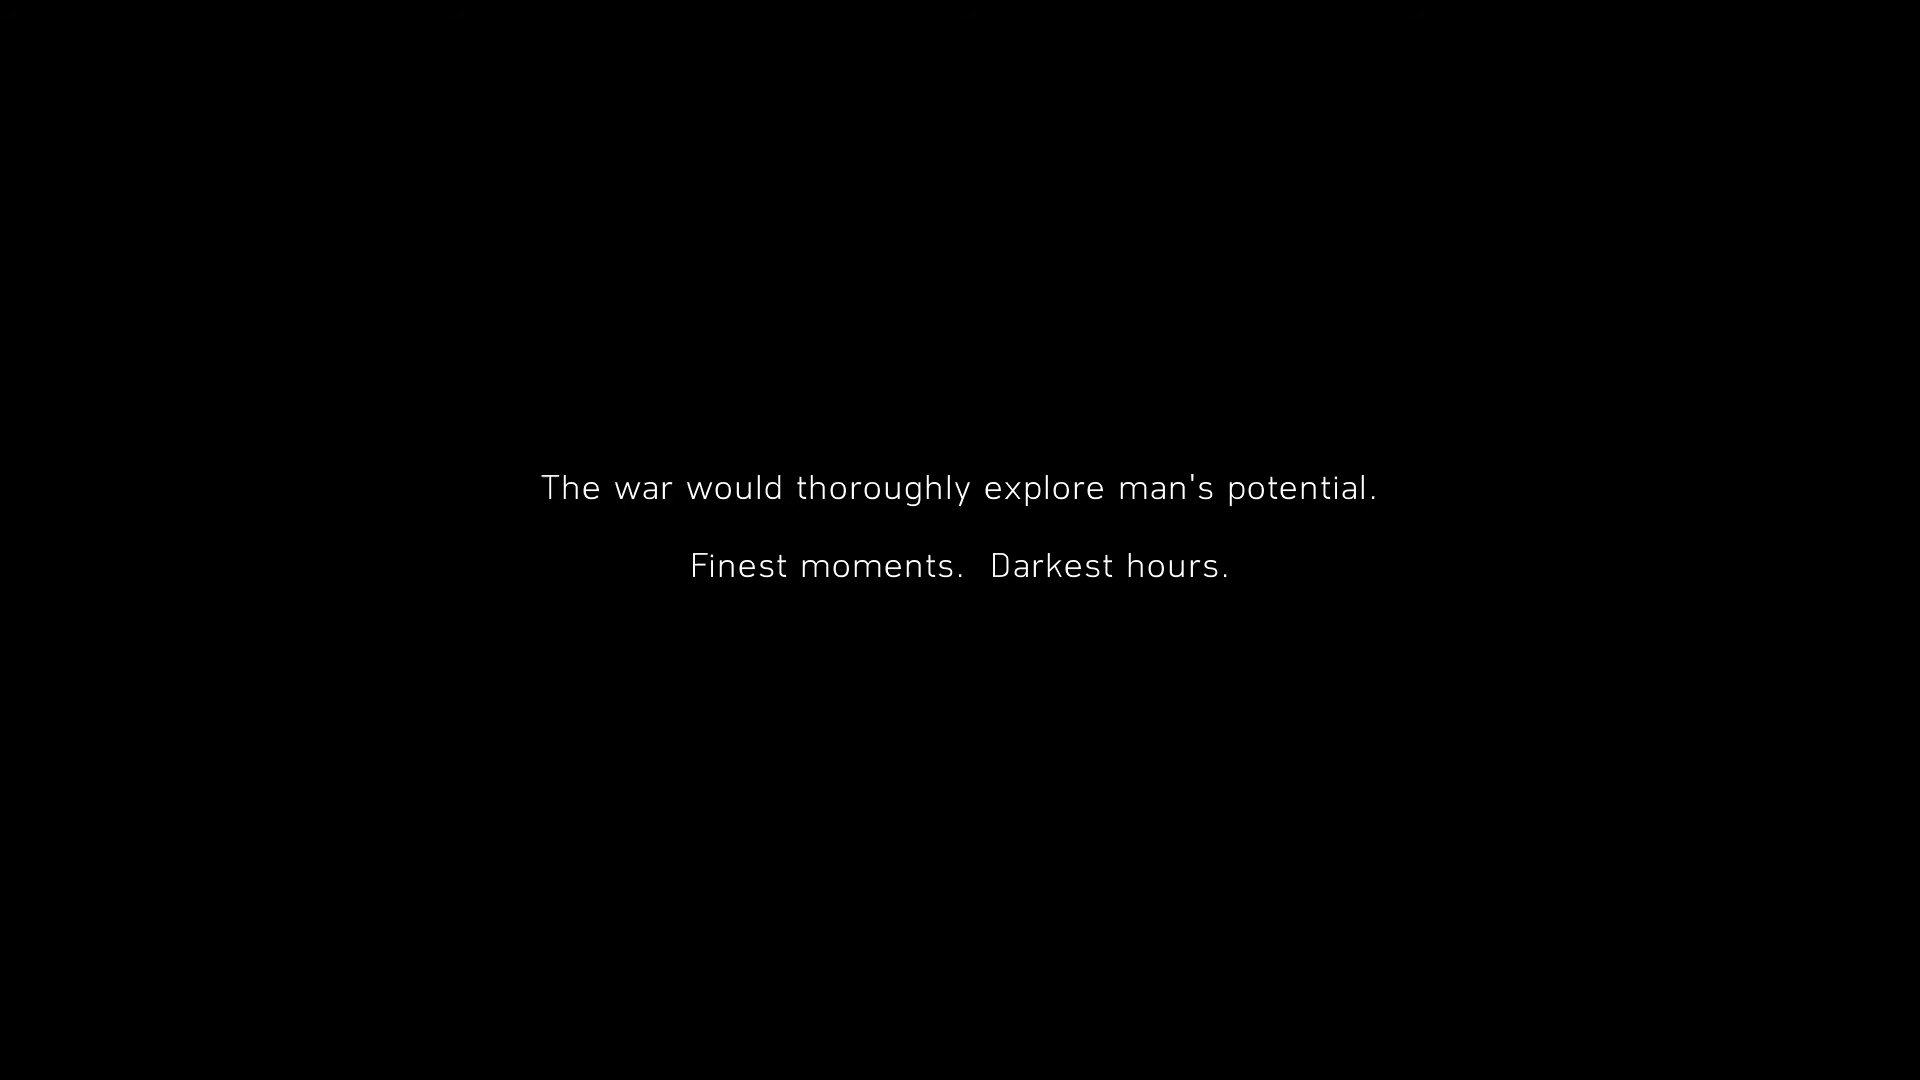 The war would thoroughly explore man's potential.
Finest moments.  Darkest hours.